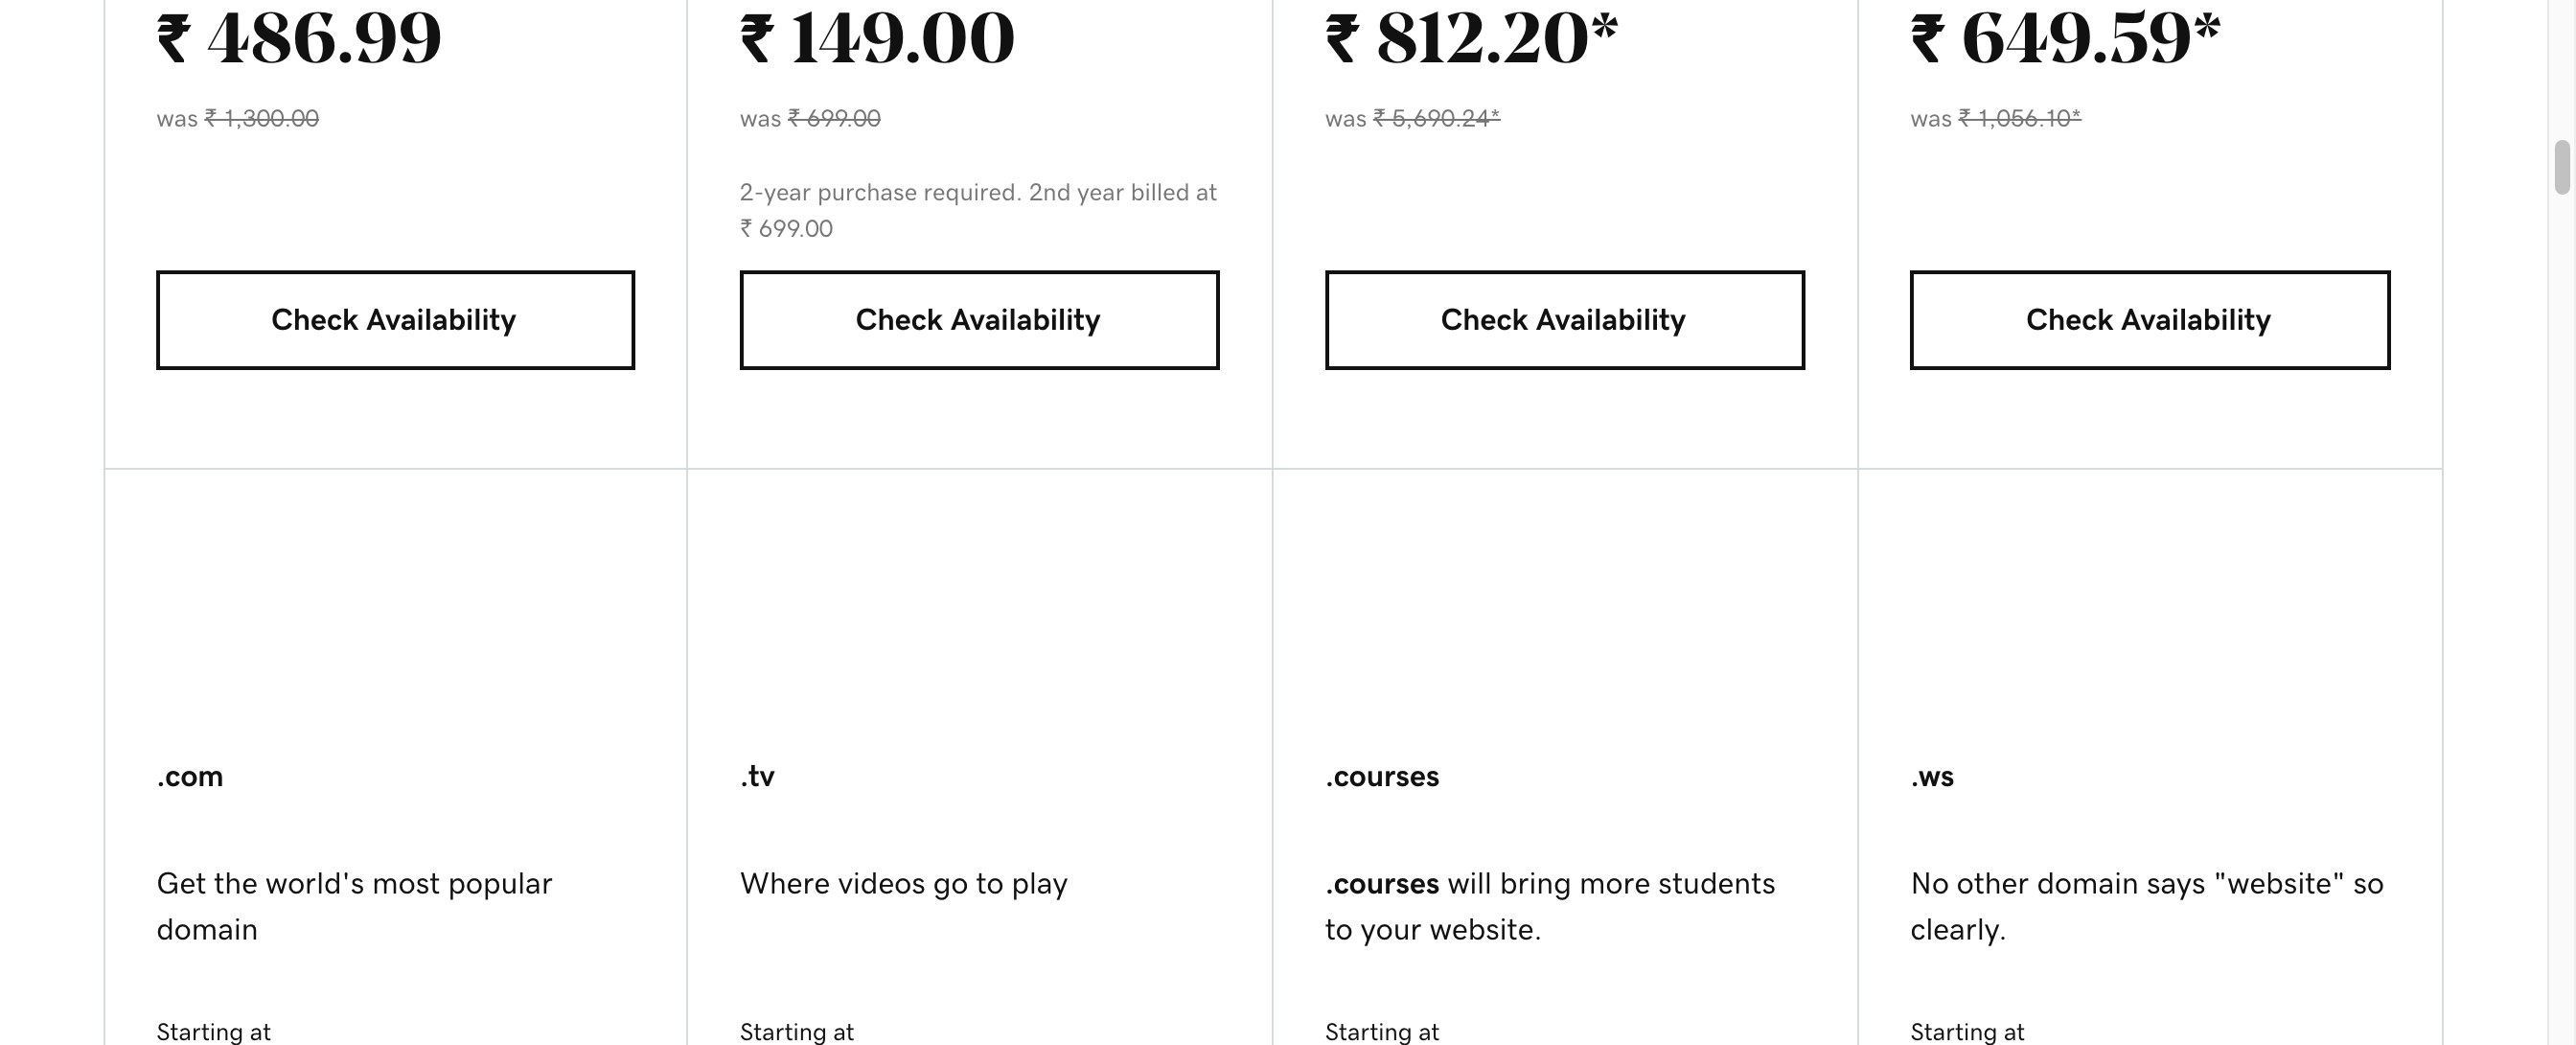 ₹ 486.99
was ₹ 1,300.00
Check Availability
₹ 149.00
was ₹ 699.00
2-year purchase required. 2nd year billed at
₹ 699.00
Check Availability
₹ 812.20*
was ₹ 5,690.24*
Check Availability
₹ 649.59*
was ₹ 1,056.10*
Check Availability
.com
Get the world's most popular
domain
Starting at
.tv
Where videos go to play
Starting at
.courses
.courses will bring more students
to your website.
Starting at
.ws
No other domain says "website" so
clearly.
Starting at